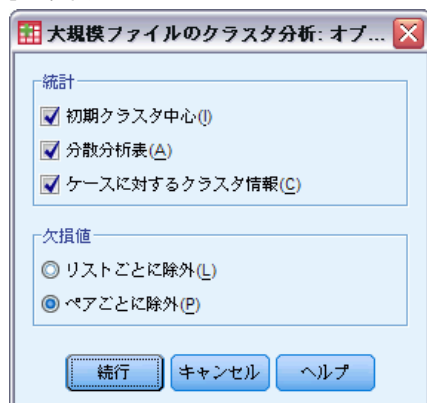 大規模ファイルのクラスタ分析: オプ...
統計
初期クラスタ中心(I)
分散分析表(A)
ケースに対するクラスタ情報(C)
欠損値
リストごとに除外(L)
ペアごとに除外(P)
続行 キャンセル ヘルプ